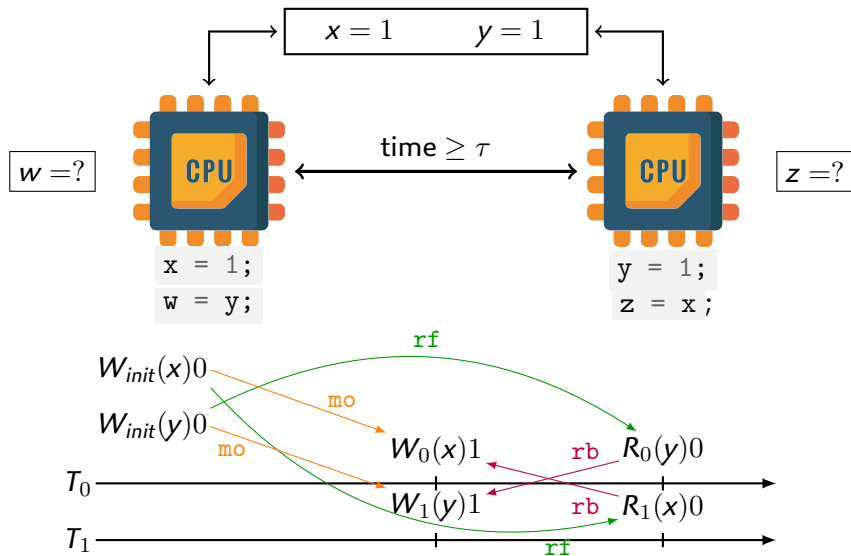 x = 1 y = 1
time ≥ τ
w =? CPU CPU z =?
x = 1; y = 1;
w = y; z = x;
rf
W_init(x)0
mo
W_init(y)0
mo W_0(x)1 rb R_0(y)0
T_0
W_1(y)1 rb R_1(x)0
T_1 rf